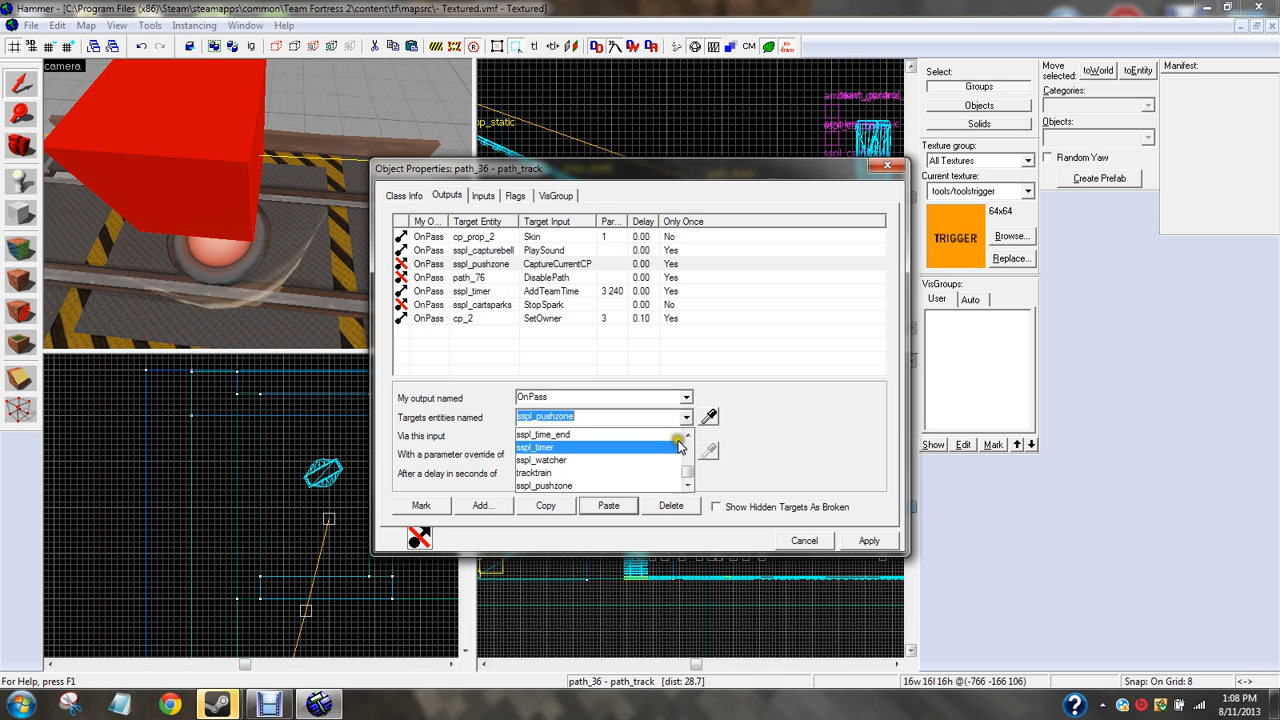 Hammer - [C:\Program Files (x86)\Steam\steamapps\common\Team Fortress 2\content\tf\mapsrc\- Textured.vmf - Textured]
File Edit Map View Tools Instancing Window Help
camera
Object Properties: path_36 - path_track
Class Info Outputs Inputs Flags VisGroup
My O... Target Entity Target Input Par... Delay Only Once
OnPass cp_prop_2 Skin 1 0.00 No
OnPass sspl_capturebell PlaySound 0.00 Yes
OnPass sspl_pushzone CaptureCurrentCP 0.00 Yes
OnPass path_76 DisablePath 0.00 Yes
OnPass sspl_timer AddTeamTime 3 240 0.00 Yes
OnPass sspl_cartsparks StopSpark 0.00 No
OnPass cp_2 SetOwner 3 0.10 Yes
My output named OnPass
Targets entities named sspl_pushzone
Via this input
With a parameter override of
After a delay in seconds of
sspl_time_end
sspl_timer
sspl_watcher
tracktrain
sspl_pushzone
Mark Add... Copy Paste Delete Show Hidden Targets As Broken
Cancel Apply
Select:
Groups
Objects
Solids
Texture group:
All Textures
Current texture:
tools/toolstrigger
TRIGGER
64x64
Browse...
Replace...
VisGroups:
User Auto
Show Edit Mark
Move selected: toWorld toEntity
Categories:
Objects:
Random Yaw
Create Prefab
Manifest:
For Help, press F1
path_36 - path_track [dist: 28.7]
16w 16l 16h @(-766 -166 106)
Snap: On Grid: 8
<->
1:08 PM
8/11/2013